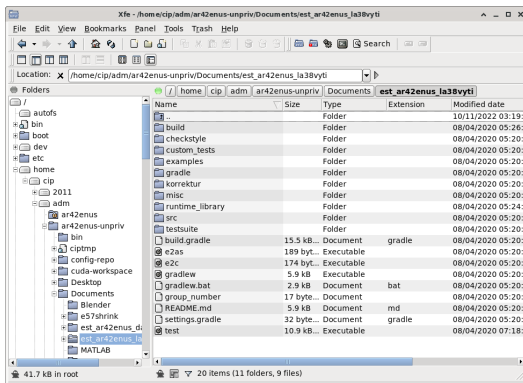 Xfe - /home/cip/adm/ar42enus-unpriv/Documents/est_ar42enus_la38vyti
File Edit View Bookmarks Panel Tools Trash Help
Search
Location: /home/cip/adm/ar42enus-unpriv/Documents/est_ar42enus_la38vyti
Folders
/ home cip adm ar42enus-unpriv Documents est_ar42enus_la38vyti
/
autofs
bin
boot
dev
etc
home
cip
2011
adm
ar42enus
ar42enus-unpriv
bin
ciptmp
config-repo
cuda-workspace
Desktop
Documents
Blender
e57shrink
est_ar42enus_da
est_ar42enus_la
MATLAB
41.7 kB in root
Name Size Type Extension Modified date
.. Folder 10/11/2022 03:19:
build Folder 08/04/2020 05:26:
checkstyle Folder 08/04/2020 05:20:
custom_tests Folder 08/04/2020 05:20:
examples Folder 08/04/2020 05:20:
gradle Folder 08/04/2020 05:20:
korrektur Folder 08/04/2020 05:20:
misc Folder 08/04/2020 05:20:
runtime_library Folder 08/04/2020 05:24:
src Folder 08/04/2020 05:20:
testsuite Folder 08/04/2020 05:20:
build.gradle 15.5 kB... Document gradle 08/04/2020 05:20:
e2as 189 byt... Executable 08/04/2020 05:20:
e2c 174 byt... Executable 08/04/2020 05:20:
gradlew 5.9 kB Executable 08/04/2020 05:20:
gradlew.bat 2.9 kB Document bat 08/04/2020 05:20:
group_number 17 byte... Document 08/04/2020 05:20:
README.md 5.9 kB Document md 08/04/2020 05:20:
settings.gradle 32 byte... Document gradle 08/04/2020 05:20:
test 10.9 kB... Executable 08/04/2020 07:18:
20 items (11 folders, 9 files)